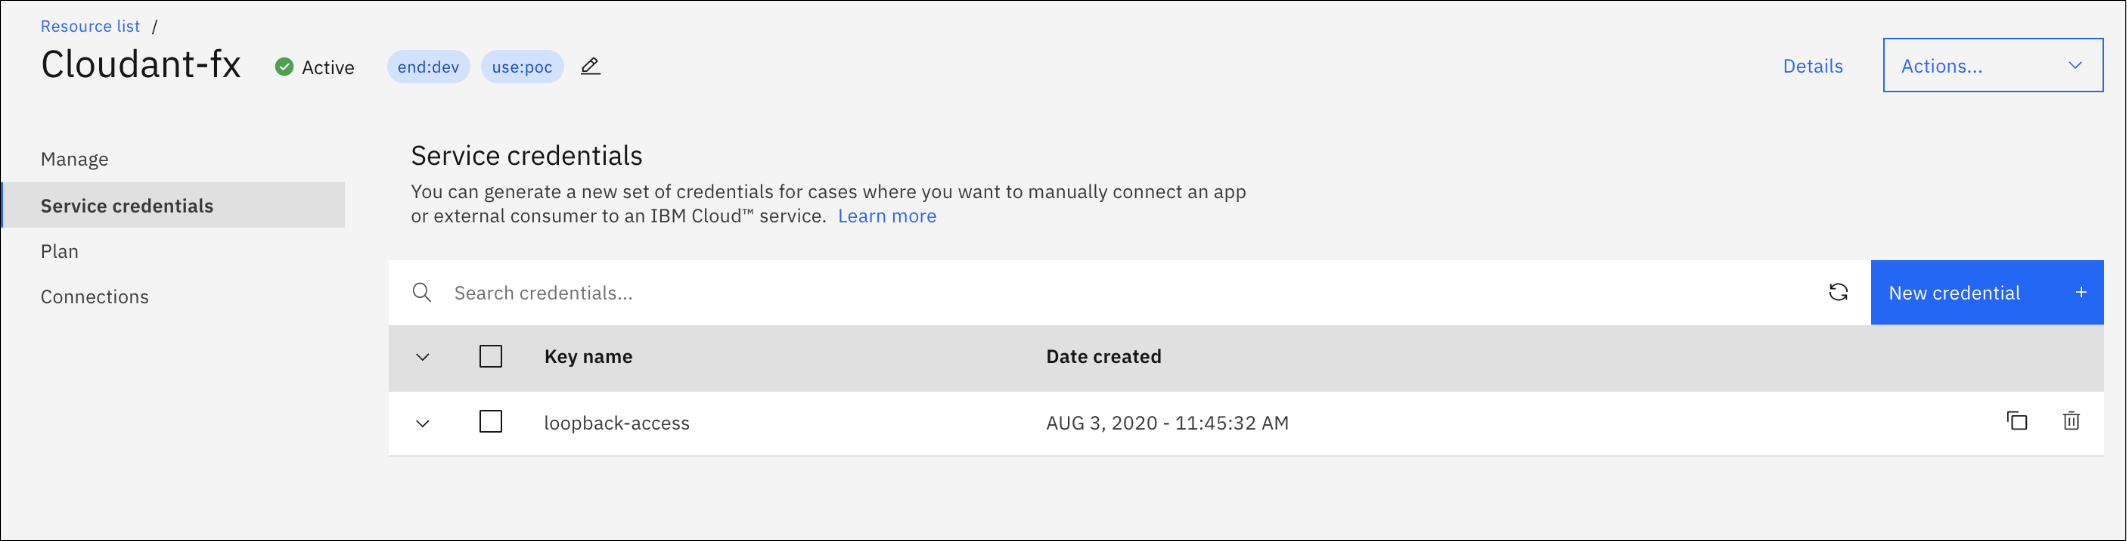 Resource list /
Cloudant-fx
Active
end:dev
use:poc
Details
Actions...
Manage
Service credentials
Plan
Connections
Service credentials
You can generate a new set of credentials for cases where you want to manually connect an app
or external consumer to an IBM Cloud™ service. Learn more
Search credentials...
New credential +
Key name
Date created
loopback-access
AUG 3, 2020 - 11:45:32 AM